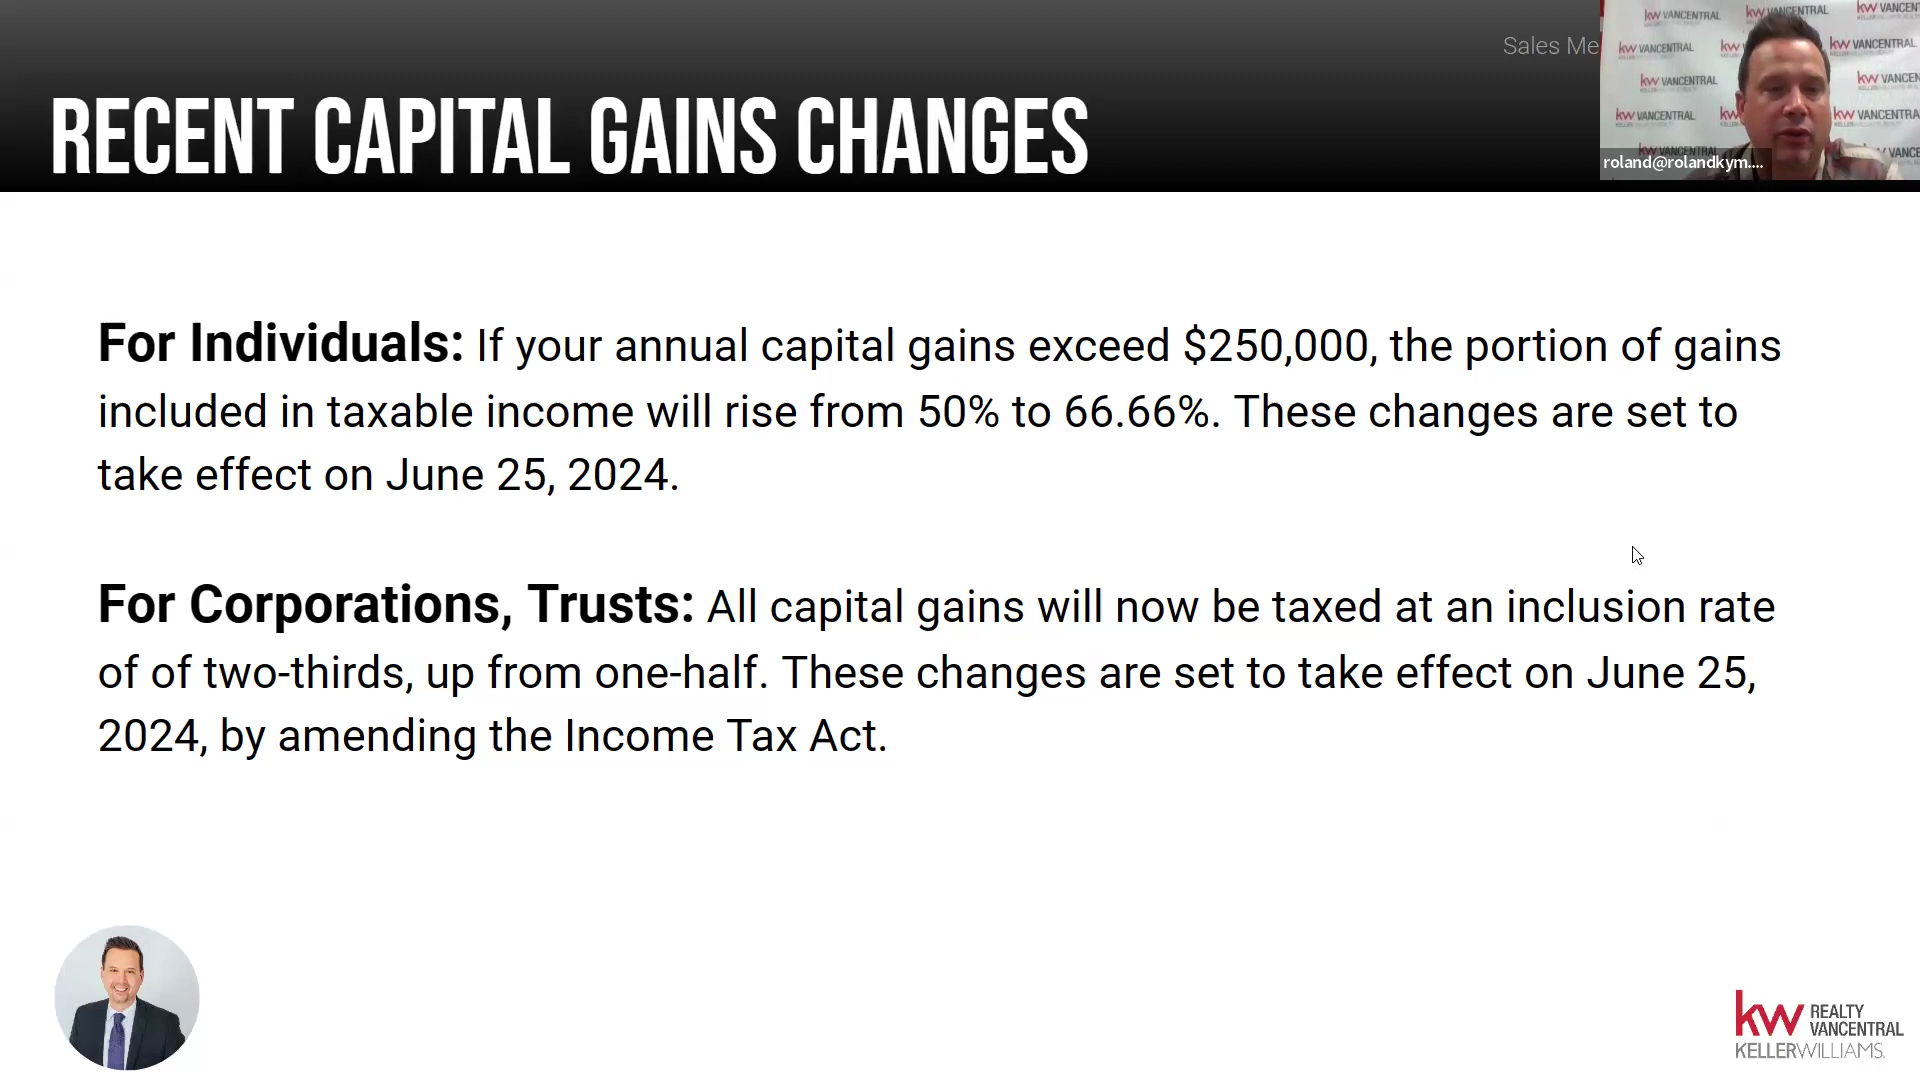 Sales Me
RECENT CAPITAL GAINS CHANGES
kw VANCENTRAL
roland@rolandkym....
For Individuals: If your annual capital gains exceed $250,000, the portion of gains
included in taxable income will rise from 50% to 66.66%. These changes are set to
take effect on June 25, 2024.
For Corporations, Trusts: All capital gains will now be taxed at an inclusion rate
of of two-thirds, up from one-half. These changes are set to take effect on June 25,
2024, by amending the Income Tax Act.
kw REALTY
VANCENTRAL
KELLERWILLIAMS.